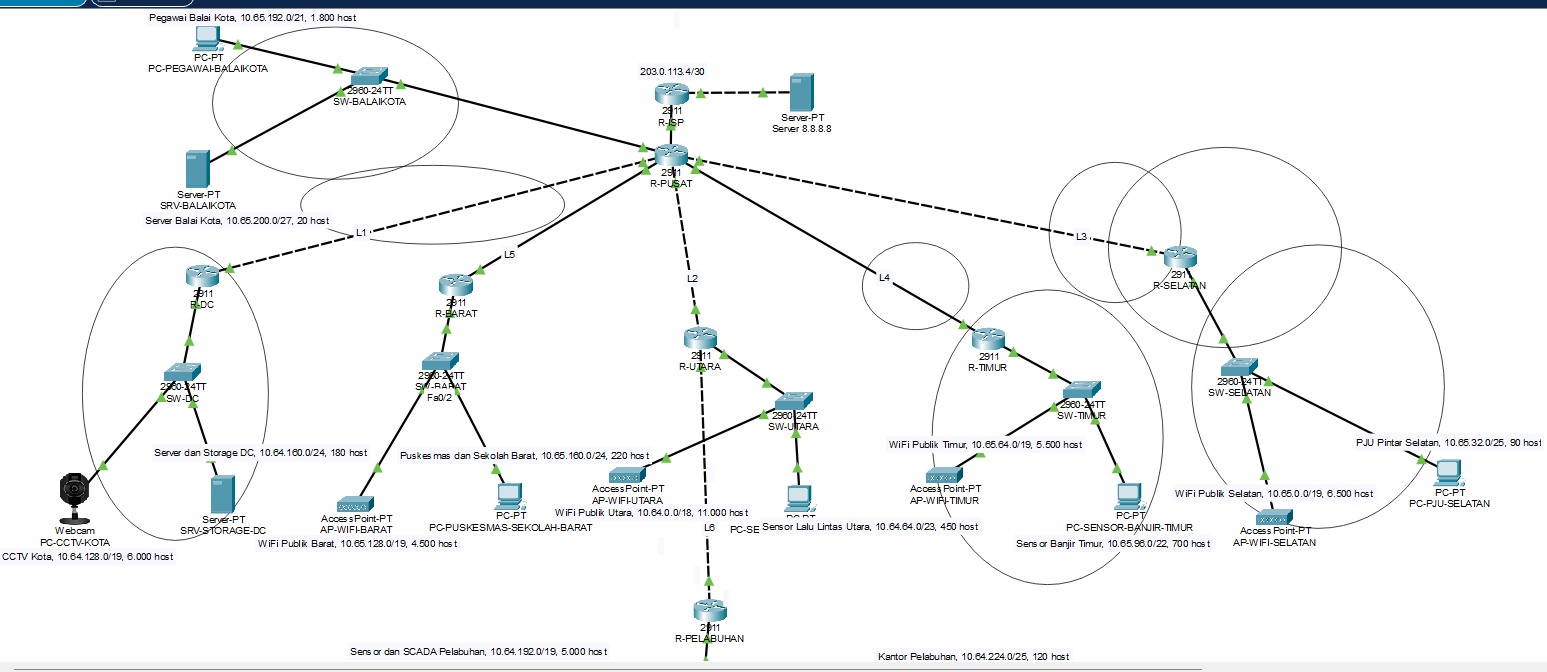 Pegawai Balai Kota, 10.65.192.0/21, 1.800 host
PC-PT
PC-PEGAWAI-BALAIKOTA
2960-24TT
SW-BALAIKOTA
203.0.113.4/30
2911
R-ISP
Server-PT
Server 8.8.8.8
2911
R-PUSAT
Server-PT
SRV-BALAIKOTA
Server Balai Kota, 10.65.200.0/27, 20 host
L1
L5
L2
L4
L3
2911
R-DC
2911
R-BARAT
2911
R-UTARA
2911
R-TIMUR
2911
R-SELATAN
2960-24TT
SW-DC
2960-24TT
SW-BARAT
Fa0/2
2960-24TT
SW-UTARA
2960-24TT
SW-TIMUR
2960-24TT
SW-SELATAN
Server dan Storage DC, 10.64.160.0/24, 180 host
Puskesmas dan Sekolah Barat, 10.65.160.0/24, 220 host
WiFi Publik Timur, 10.65.64.0/19, 5.500 host
PJU Pintar Selatan, 10.65.32.0/25, 90 host
Webcam
PC-CCTV-KOTA
CCTV Kota, 10.64.128.0/19, 6.000 host
Server-PT
SRV-STORAGE-DC
Access Point-PT
AP-WIFI-BARAT
WiFi Publik Barat, 10.65.128.0/19, 4.500 host
PC-PT
PC-PUSKESMAS-SEKOLAH-BARAT
Access Point-PT
AP-WIFI-UTARA
WiFi Publik Utara, 10.64.0.0/18, 11.000 host
PC-PT
PC-SE
Sensor Lalu Lintas Utara, 10.64.64.0/23, 450 host
L6
Access Point-PT
AP-WIFI-TIMUR
PC-PT
PC-SENSOR-BANJIR-TIMUR
Sensor Banjir Timur, 10.65.96.0/22, 700 host
WiFi Publik Selatan, 10.65.0.0/19, 6.500 host
Access Point-PT
AP-WIFI-SELATAN
PC-PT
PC-PJU-SELATAN
2911
R-PELABUHAN
Sensor dan SCADA Pelabuhan, 10.64.192.0/19, 5.000 host
Kantor Pelabuhan, 10.64.224.0/25, 120 host